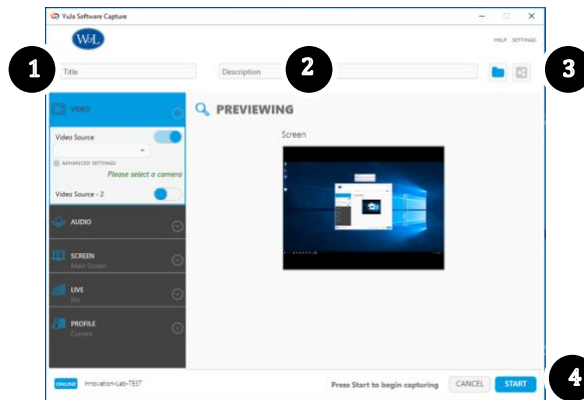 YuJa Software Capture
W&L
HELP SETTINGS
1
Title
Description
2
3
VIDEO
Video Source
ADVANCED SETTINGS
Please select a camera
Video Source - 2
AUDIO
SCREEN
Main Screen
LIVE
No
PROFILE
Current
PREVIEWING
Screen
ONLINE
Innovation-Lab-TEST
Press Start to begin capturing
CANCEL
START
4